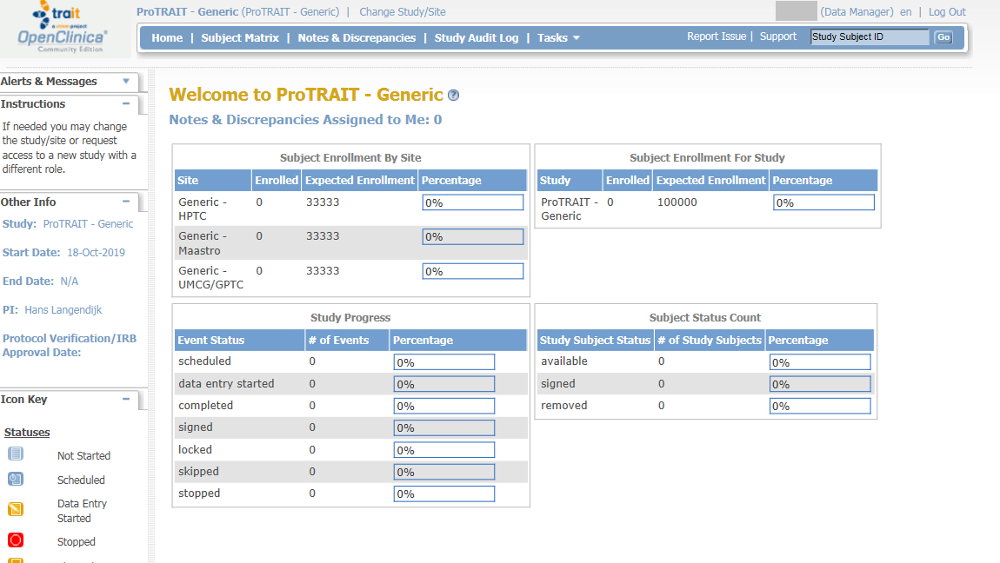 trait
OpenClinica
Community Edition
ProTRAIT - Generic (ProTRAIT - Generic) | Change Study/Site
(Data Manager) en | Log Out
Home | Subject Matrix | Notes & Discrepancies | Study Audit Log | Tasks
Report Issue | Support
Study Subject ID
Go
Alerts & Messages
Instructions
If needed you may change
the study/site or request
access to a new study with a
different role.
Other Info
Study: ProTRAIT - Generic
Start Date: 18-Oct-2019
End Date: N/A
PI: Hans Langendijk
Protocol Verification/IRB
Approval Date:
Icon Key
Statuses
Not Started
Scheduled
Data Entry
Started
Stopped
Welcome to ProTRAIT - Generic ?
Notes & Discrepancies Assigned to Me: 0
Subject Enrollment By Site
Site Enrolled Expected Enrollment Percentage
Generic - 0 33333 0%
HPTC
Generic - 0 33333 0%
Maastro
Generic - 0 33333 0%
UMCG/GPTC
Subject Enrollment For Study
Study Enrolled Expected Enrollment Percentage
ProTRAIT - 0 100000 0%
Generic
Study Progress
Event Status # of Events Percentage
scheduled 0 0%
data entry started 0 0%
completed 0 0%
signed 0 0%
locked 0 0%
skipped 0 0%
stopped 0 0%
Subject Status Count
Study Subject Status # of Study Subjects Percentage
available 0 0%
signed 0 0%
removed 0 0%